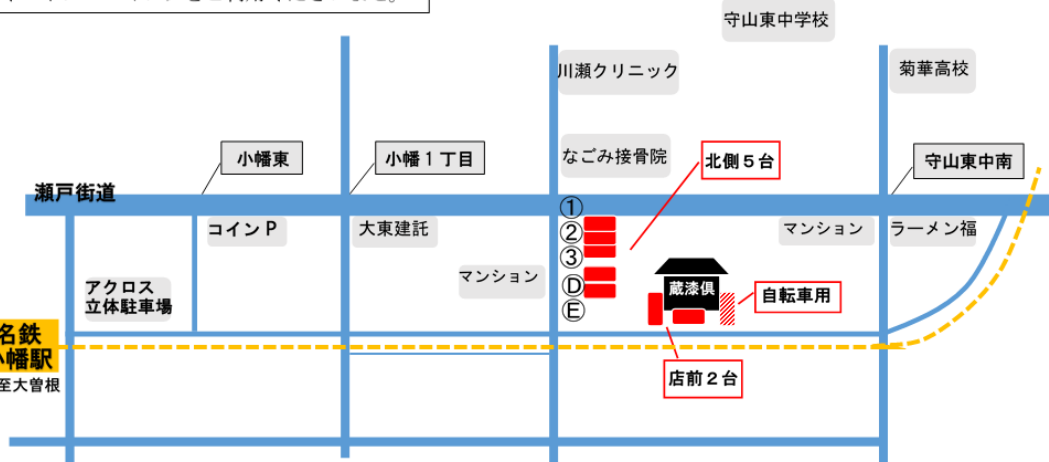 守山東中学校
川瀬クリニック
菊華高校
小幡東
小幡1丁目
なごみ接骨院
北側5台
守山東中南
瀬戸街道
①
コインP
大東建託
②
マンション
ラーメン福
③
マンション
アクロス
立体駐車場
D
蔵漆倶
自転車用
E
名鉄
小幡駅
至大曽根
店前2台